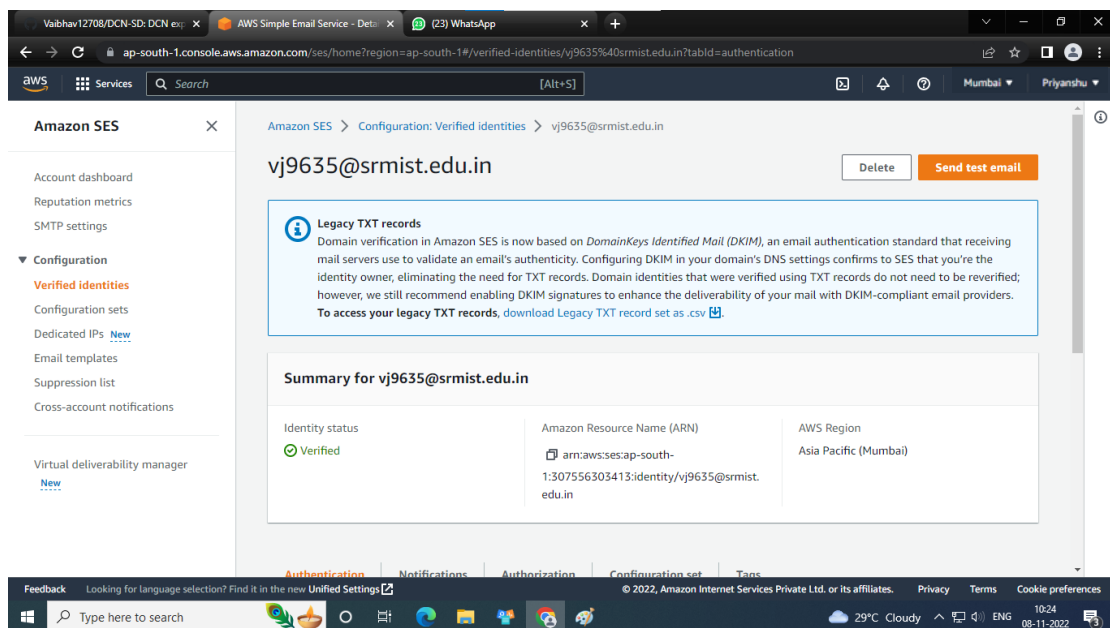 Vaibhav12708/DCN-SD: DCN exp
AWS Simple Email Service - Deta
(23) WhatsApp
ap-south-1.console.aws.amazon.com/ses/home?region=ap-south-1#/verified-identities/vj9635%40srmist.edu.in?tabId=authentication
aws
Services
Search
[Alt+S]
Mumbai
Priyanshu
Amazon SES
Account dashboard
Reputation metrics
SMTP settings
Configuration
Verified identities
Configuration sets
Dedicated IPs New
Email templates
Suppression list
Cross-account notifications
Virtual deliverability manager
New
Amazon SES > Configuration: Verified identities > vj9635@srmist.edu.in
vj9635@srmist.edu.in
Delete
Send test email
Legacy TXT records
Domain verification in Amazon SES is now based on DomainKeys Identified Mail (DKIM), an email authentication standard that receiving
mail servers use to validate an email's authenticity. Configuring DKIM in your domain's DNS settings confirms to SES that you're the
identity owner, eliminating the need for TXT records. Domain identities that were verified using TXT records do not need to be reverified;
however, we still recommend enabling DKIM signatures to enhance the deliverability of your mail with DKIM-compliant email providers.
To access your legacy TXT records, download Legacy TXT record set as .csv.
Summary for vj9635@srmist.edu.in
Identity status
Verified
Amazon Resource Name (ARN)
arn:aws:ses:ap-south-
1:307556303413:identity/vj9635@srmist.
edu.in
AWS Region
Asia Pacific (Mumbai)
Authentication
Notifications
Authorization
Configuration set
Tags
Feedback
Looking for language selection? Find it in the new Unified Settings
© 2022, Amazon Internet Services Private Ltd. or its affiliates.
Privacy
Terms
Cookie preferences
Type here to search
29°C Cloudy
ENG
10:24
08-11-2022
3